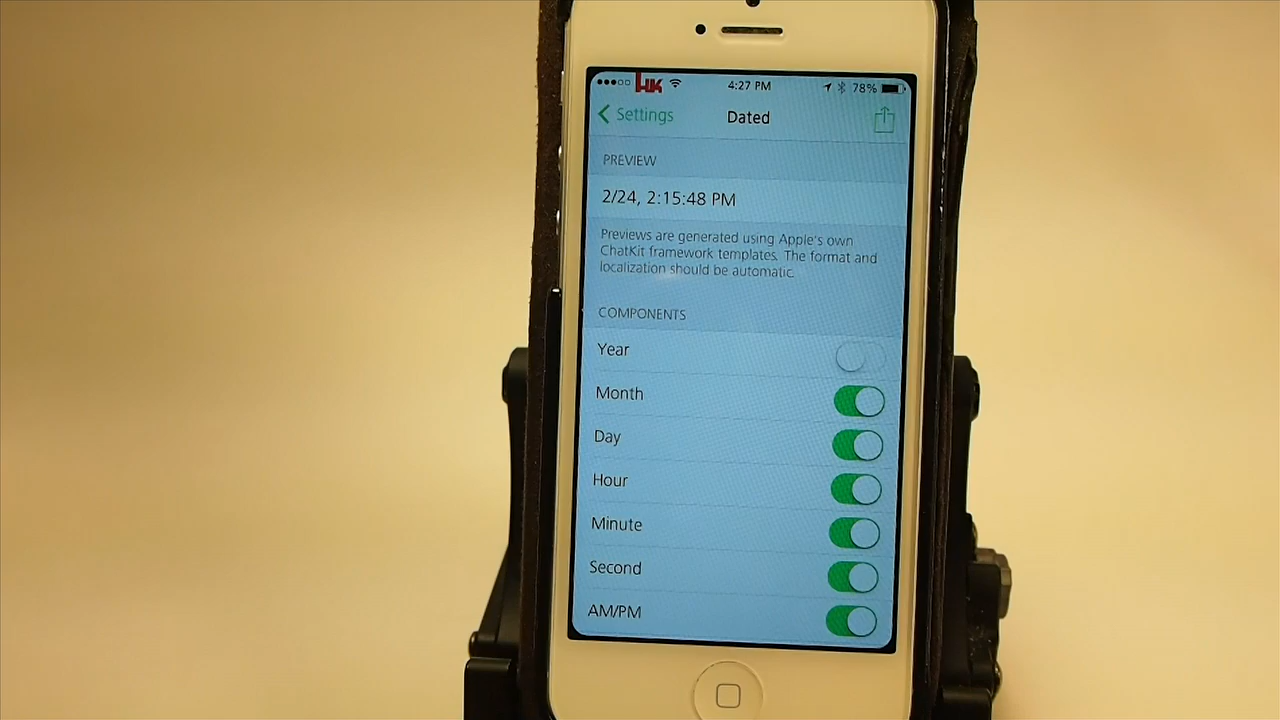 HK 4:27 PM 78%
Settings Dated
PREVIEW
2/24, 2:15:48 PM
Previews are generated using Apple's own
ChatKit framework templates. The format and
localization should be automatic.
COMPONENTS
Year
Month
Day
Hour
Minute
Second
AM/PM